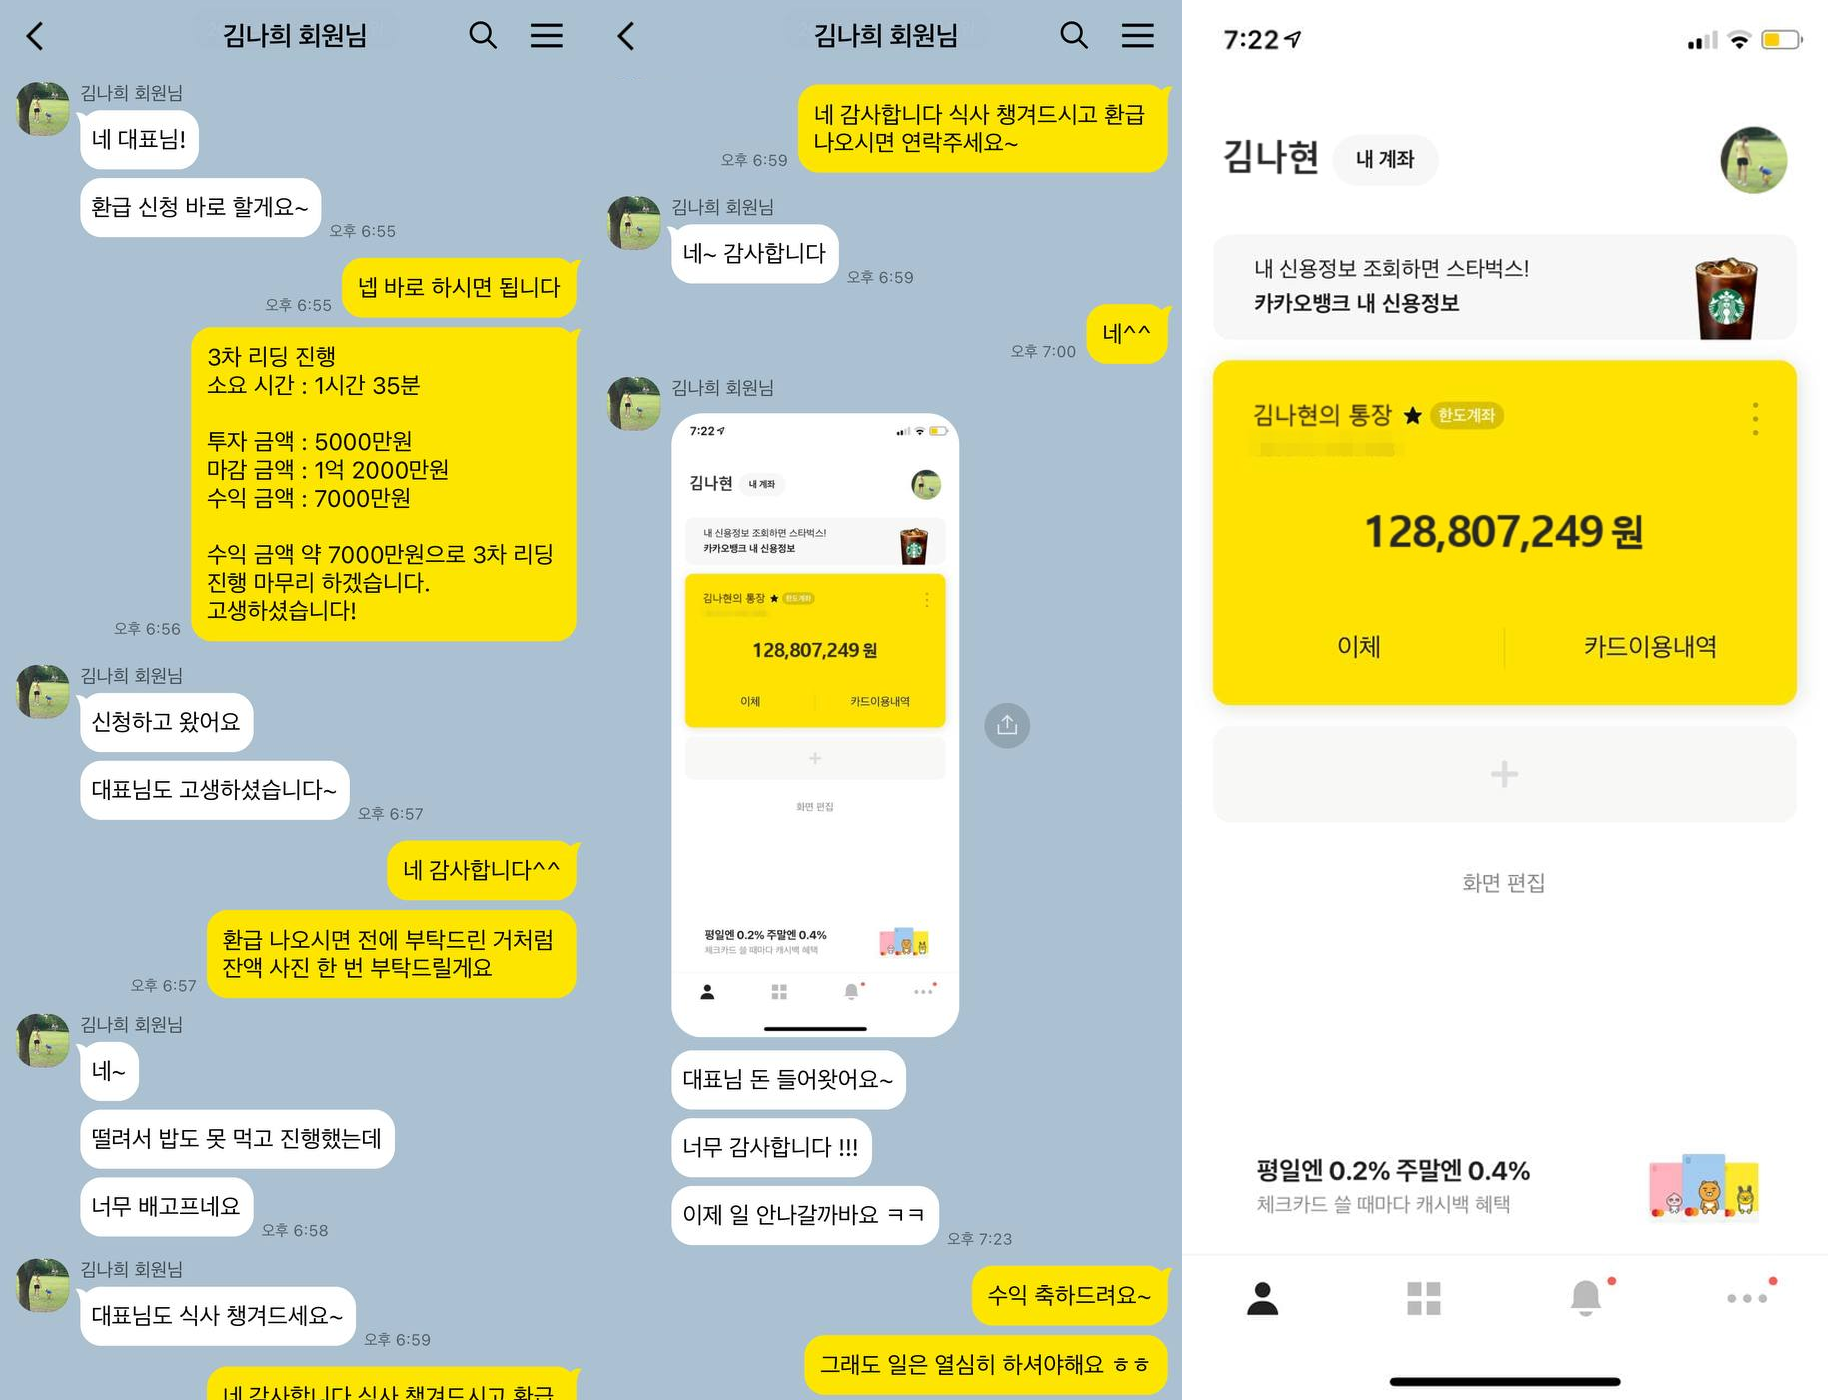 김나희 회원님
김나희 회원님
네 대표님!
환급 신청 바로 할게요~
오후 6:55
넵 바로 하시면 됩니다
오후 6:55
3차 리딩 진행
소요 시간 : 1시간 35분
투자 금액 : 5000만원
마감 금액 : 1억 2000만원
수익 금액 : 7000만원
수익 금액 약 7000만원으로 3차 리딩
진행 마무리 하겠습니다.
고생하셨습니다!
오후 6:56
김나희 회원님
신청하고 왔어요
대표님도 고생하셨습니다~
오후 6:57
네 감사합니다^^
환급 나오시면 전에 부탁드린 거처럼
잔액 사진 한 번 부탁드릴게요
오후 6:57
김나희 회원님
네~
떨려서 밥도 못 먹고 진행했는데
너무 배고프네요
오후 6:58
김나희 회원님
대표님도 식사 챙겨드세요~
오후 6:59
네 감사합니다 식사 챙겨드시고 환급
김나희 회원님
네 감사합니다 식사 챙겨드시고 환급
나오시면 연락주세요~
오후 6:59
김나희 회원님
네~ 감사합니다
오후 6:59
네^^
오후 7:00
김나희 회원님
7:22
김나현 내 계좌
내 신용정보 조회하면 스타벅스!
카카오뱅크 내 신용정보
김나현의 통장 ★ 한도계좌
128,807,249 원
이체 카드이용내역
+
화면 편집
평일엔 0.2% 주말엔 0.4%
체크카드 쓸 때마다 캐시백 혜택
대표님 돈 들어왓어요~
너무 감사합니다 !!!
이제 일 안나갈까바요 ㅋㅋ
오후 7:23
수익 축하드려요~
그래도 일은 열심히 하셔야해요 ㅎㅎ
7:22
김나현 내 계좌
내 신용정보 조회하면 스타벅스!
카카오뱅크 내 신용정보
김나현의 통장 ★ 한도계좌
128,807,249 원
이체 카드이용내역
+
화면 편집
평일엔 0.2% 주말엔 0.4%
체크카드 쓸 때마다 캐시백 혜택